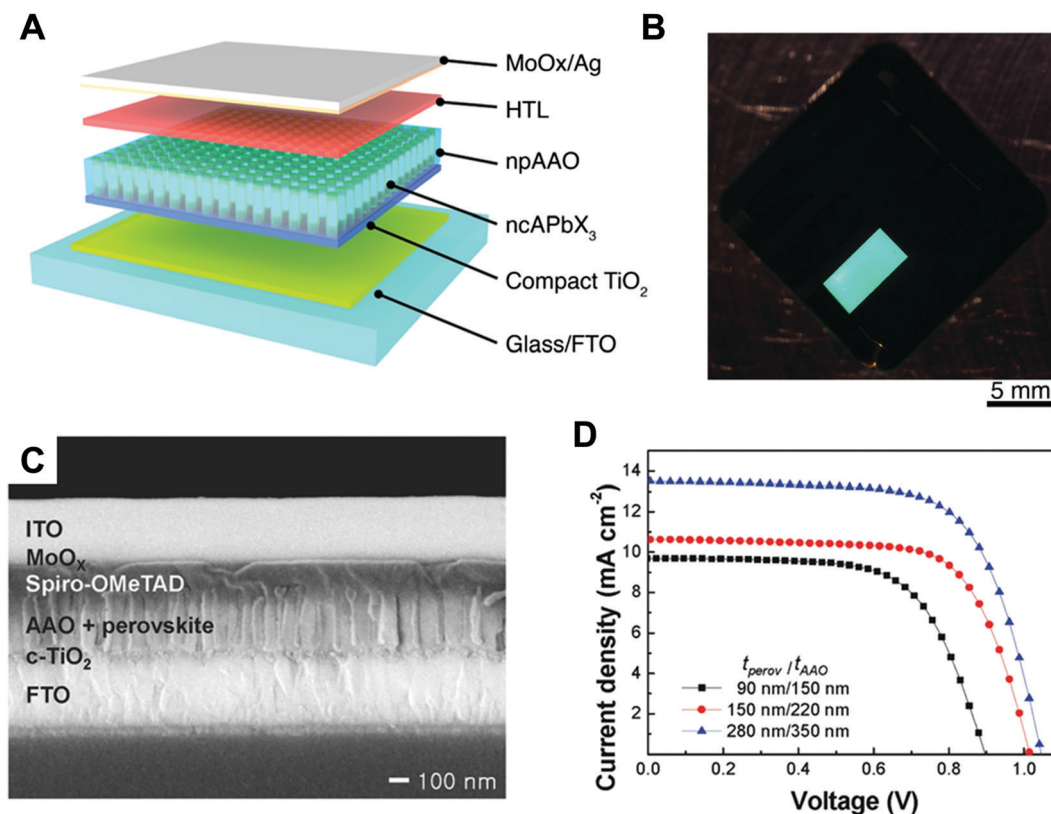 A
MoOx/Ag
HTL
npAAO
ncAPbX₃
Compact TiO₂
Glass/FTO
B
5 mm
C
ITO
MoOₓ
Spiro-OMeTAD
AAO + perovskite
c-TiO₂
FTO
100 nm
D
Current density (mA cm⁻²)
14
12
10
8
6
4
2
t_perov / t_AAO
90 nm/150 nm
150 nm/220 nm
280 nm/350 nm
0.0 0.2 0.4 0.6 0.8 1.0
Voltage (V)